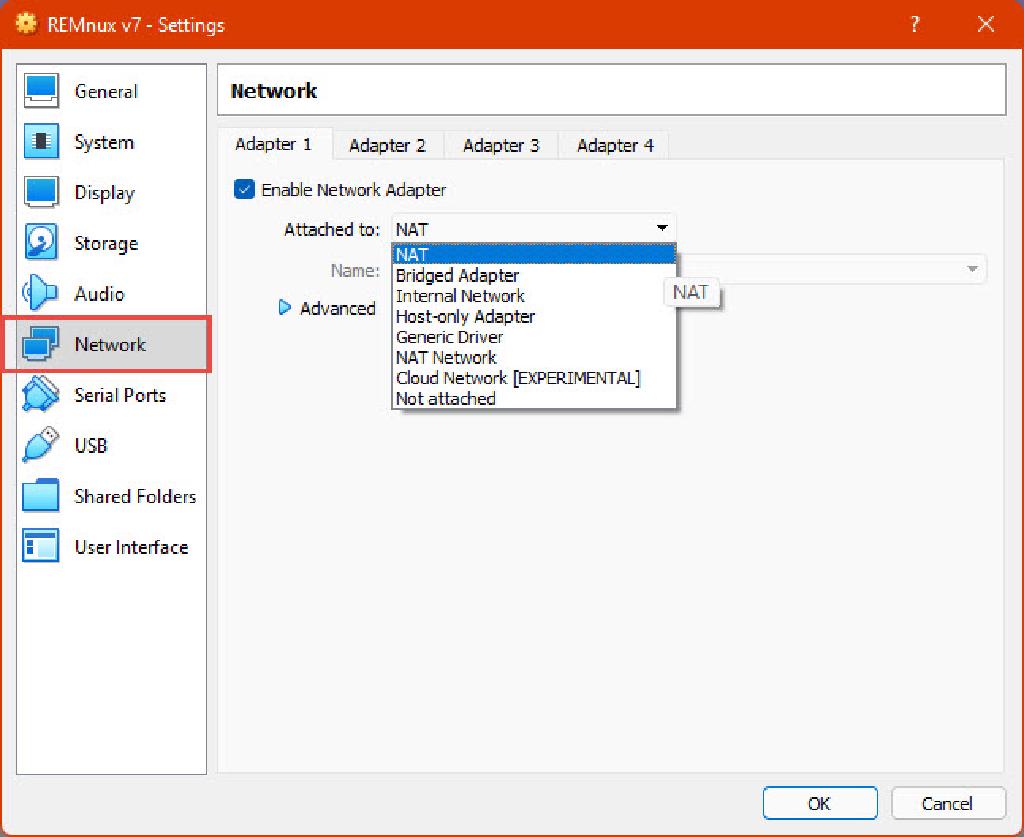 REMnux v7 - Settings
?
General
System
Display
Storage
Audio
Network
Serial Ports
USB
Shared Folders
User Interface
Network
Adapter 1 Adapter 2 Adapter 3 Adapter 4
Enable Network Adapter
Attached to: NAT
NAT
Bridged Adapter
Internal Network
Host-only Adapter
Generic Driver
NAT Network
Cloud Network [EXPERIMENTAL]
Not attached
Name:
NAT
Advanced
OK Cancel